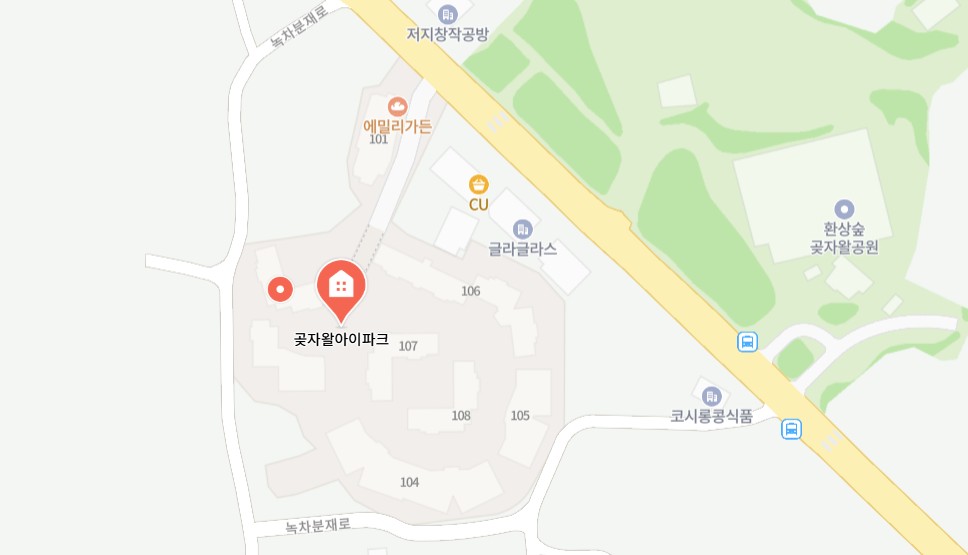 녹차분재로
저지창작공방
에밀리가든
101
CU
글라글라스
환상숲
곶자왈공원
106
곶자왈아이파크
107
코시롱콩식품
108
105
104
녹차분재로